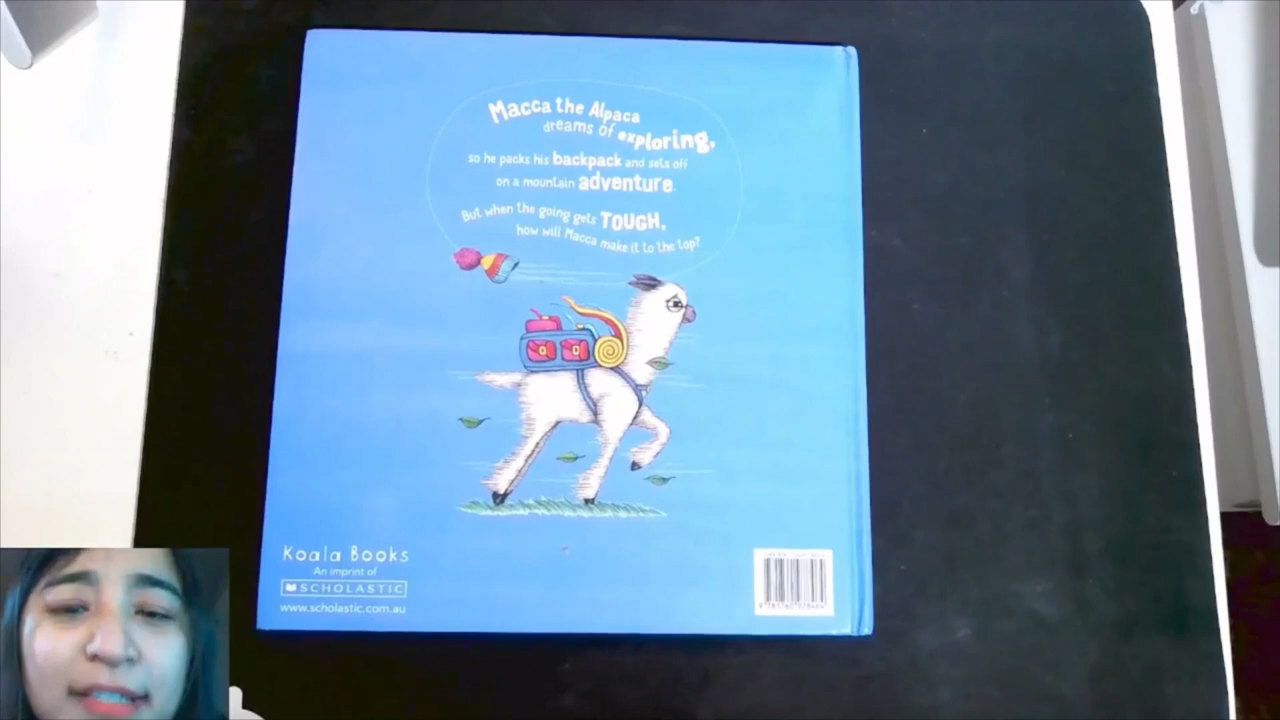 Macca the Alpaca
dreams of exploring,
so he packs his backpack and sets off
on a mountain adventure.
But when the going gets TOUGH,
how will Macca make it to the top?
Koala Books
An imprint of
SCHOLASTIC
www.scholastic.com.au